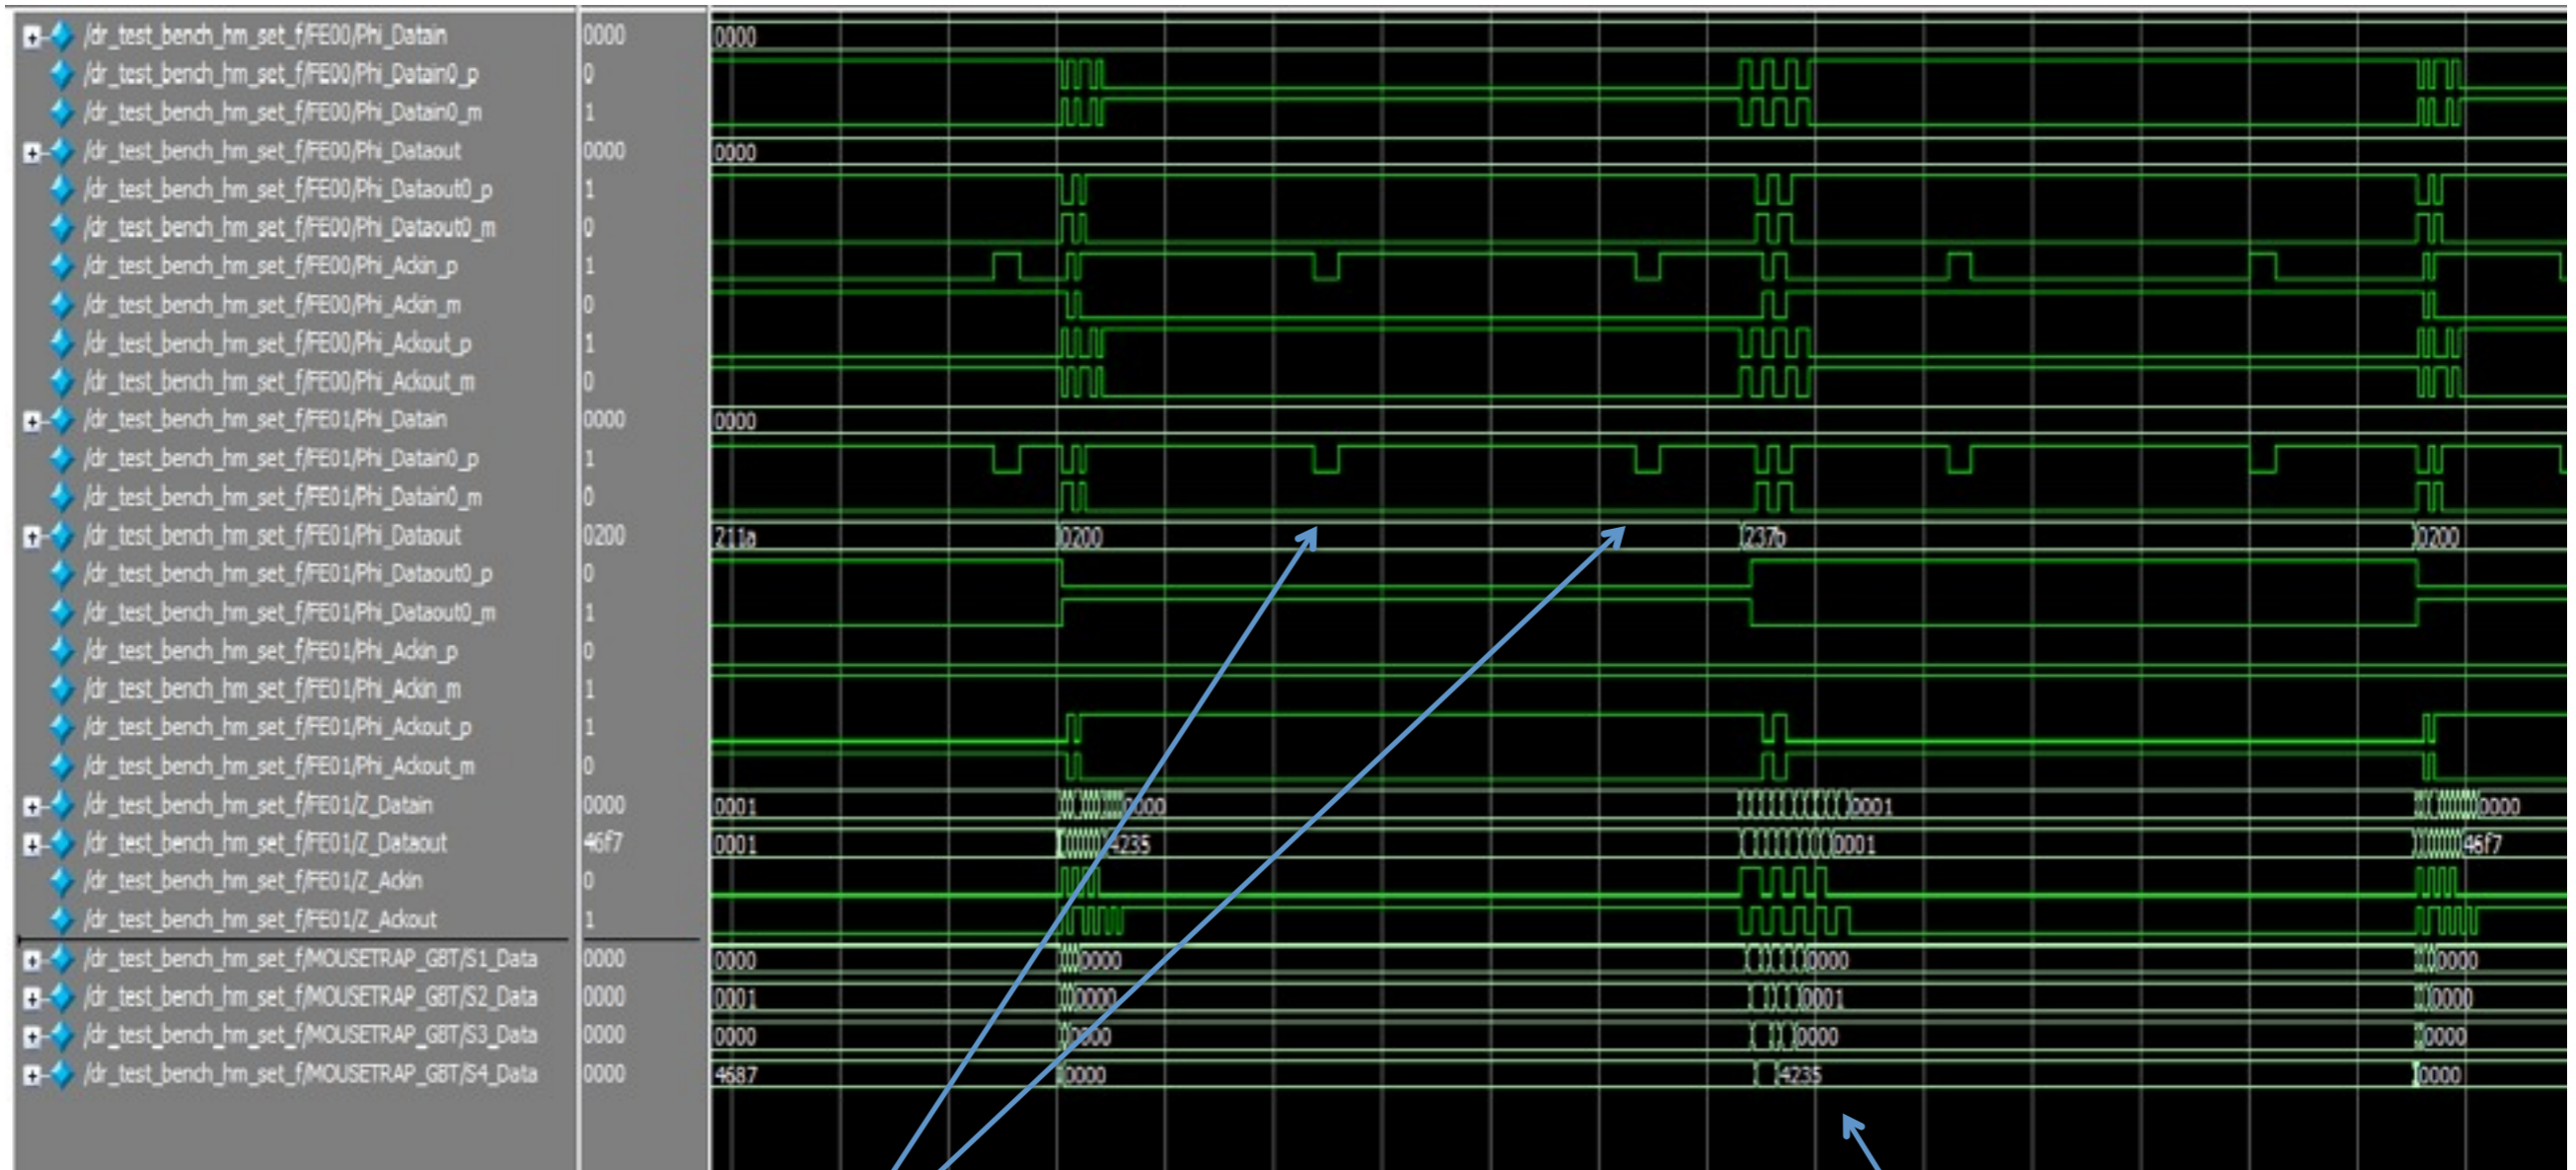 /dr_test_bench_hm_set_f/FE00/Phi_Datain 0000 0000
/dr_test_bench_hm_set_f/FE00/Phi_Datain0_p 0
/dr_test_bench_hm_set_f/FE00/Phi_Datain0_m 1
/dr_test_bench_hm_set_f/FE00/Phi_Dataout 0000 0000
/dr_test_bench_hm_set_f/FE00/Phi_Dataout0_p 1
/dr_test_bench_hm_set_f/FE00/Phi_Dataout0_m 0
/dr_test_bench_hm_set_f/FE00/Phi_Ackin_p 1
/dr_test_bench_hm_set_f/FE00/Phi_Ackin_m 0
/dr_test_bench_hm_set_f/FE00/Phi_Ackout_p 1
/dr_test_bench_hm_set_f/FE00/Phi_Ackout_m 0
/dr_test_bench_hm_set_f/FE01/Phi_Datain 0000 0000
/dr_test_bench_hm_set_f/FE01/Phi_Datain0_p 1
/dr_test_bench_hm_set_f/FE01/Phi_Datain0_m 0
/dr_test_bench_hm_set_f/FE01/Phi_Dataout 0200 211a 0200 237b 0200
/dr_test_bench_hm_set_f/FE01/Phi_Dataout0_p 0
/dr_test_bench_hm_set_f/FE01/Phi_Dataout0_m 1
/dr_test_bench_hm_set_f/FE01/Phi_Ackin_p 0
/dr_test_bench_hm_set_f/FE01/Phi_Ackin_m 1
/dr_test_bench_hm_set_f/FE01/Phi_Ackout_p 1
/dr_test_bench_hm_set_f/FE01/Phi_Ackout_m 0
/dr_test_bench_hm_set_f/FE01/Z_Datain 0000 0001 0000 0001 0000
/dr_test_bench_hm_set_f/FE01/Z_Dataout 46f7 0001 4235 0001 46f7
/dr_test_bench_hm_set_f/FE01/Z_Ackin 0
/dr_test_bench_hm_set_f/FE01/Z_Ackout 1
/dr_test_bench_hm_set_f/MOUSETRAP_GBT/S1_Data 0000 0000 0000 0000 0000
/dr_test_bench_hm_set_f/MOUSETRAP_GBT/S2_Data 0000 0001 0000 0001 0000
/dr_test_bench_hm_set_f/MOUSETRAP_GBT/S3_Data 0000 0000 0000 0000 0000
/dr_test_bench_hm_set_f/MOUSETRAP_GBT/S4_Data 0000 4687 0000 4235 0000